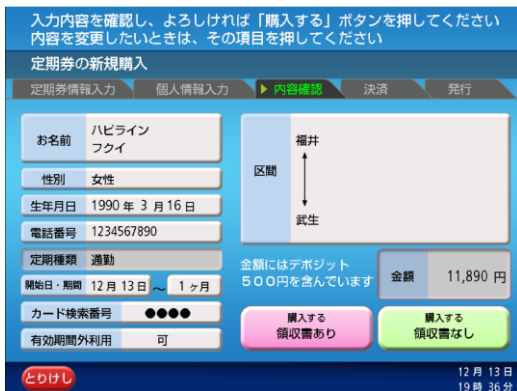 入力内容を確認し、よろしければ「購入する」ボタンを押してください
内容を変更したいときは、その項目を押してください
定期券の新規購入
定期券情報入力 個人情報入力 ▶ 内容確認 決済 発行
お名前 ハピライン
フクイ
性別 女性
生年月日 1990 年 3 月 16 日
電話番号 1234567890
定期種類 通勤
開始日・期間 12 月 13 日 ~ 1 ヶ月
カード検索番号 ●●●●
有効期間外利用 可
区間
福井
武生
金額にはデポジット
500円を含んでいます
金額 11,890 円
購入する
領収書あり
購入する
領収書なし
とりけし
12 月 13 日
19 時 36 分